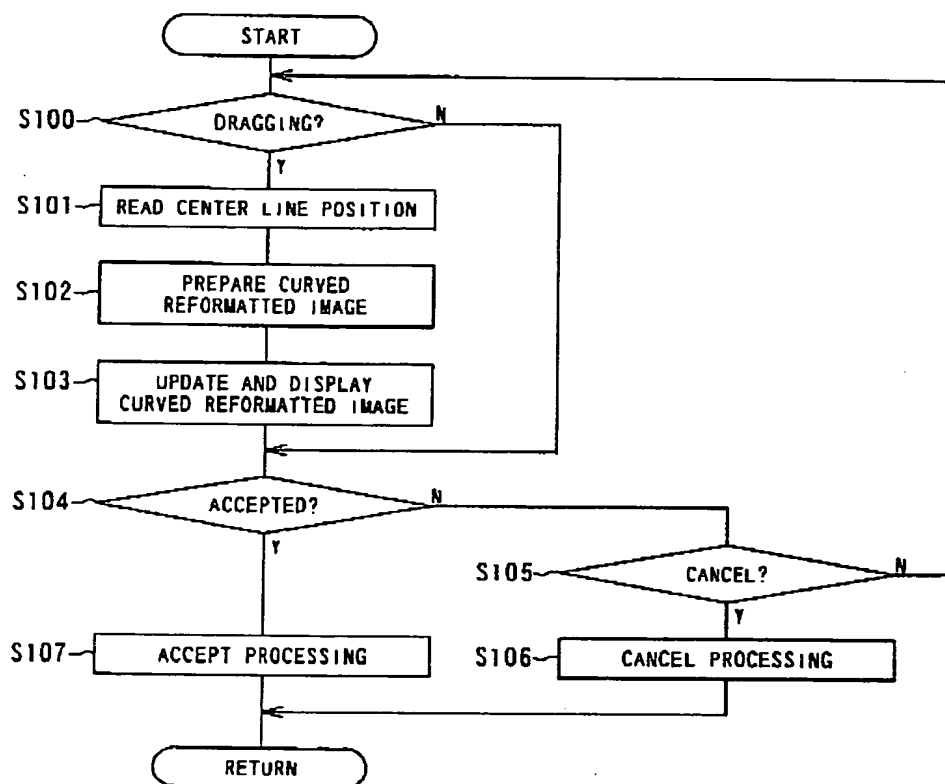 START
S100
DRAGGING?
N
Y
S101
READ CENTER LINE POSITION
S102
PREPARE CURVED
REFORMATTED IMAGE
S103
UPDATE AND DISPLAY
CURVED REFORMATTED IMAGE
S104
ACCEPTED?
N
Y
S105
CANCEL?
N
Y
S107
ACCEPT PROCESSING
S106
CANCEL PROCESSING
RETURN